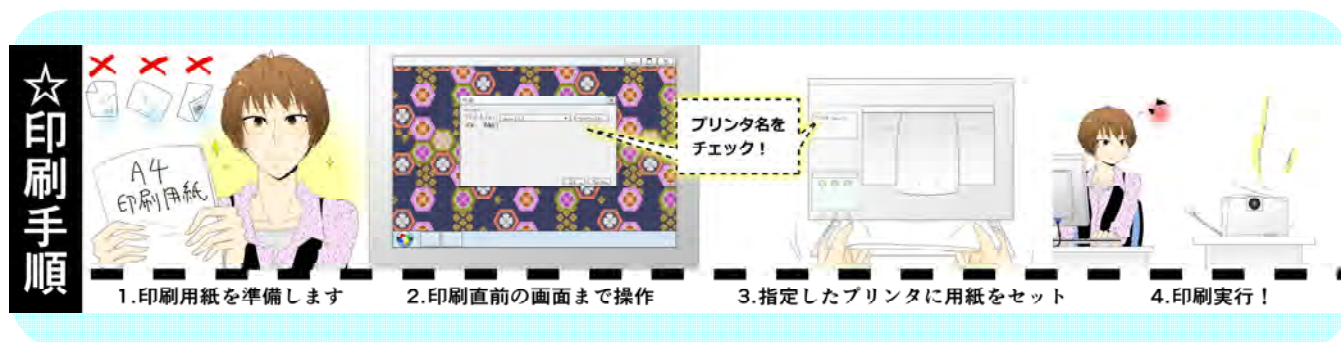 ☆印刷手順
A4
印刷用紙
プリンタ名を
チェック！
1.印刷用紙を準備します
2.印刷直前の画面まで操作
3.指定したプリンタに用紙をセット
4.印刷実行！